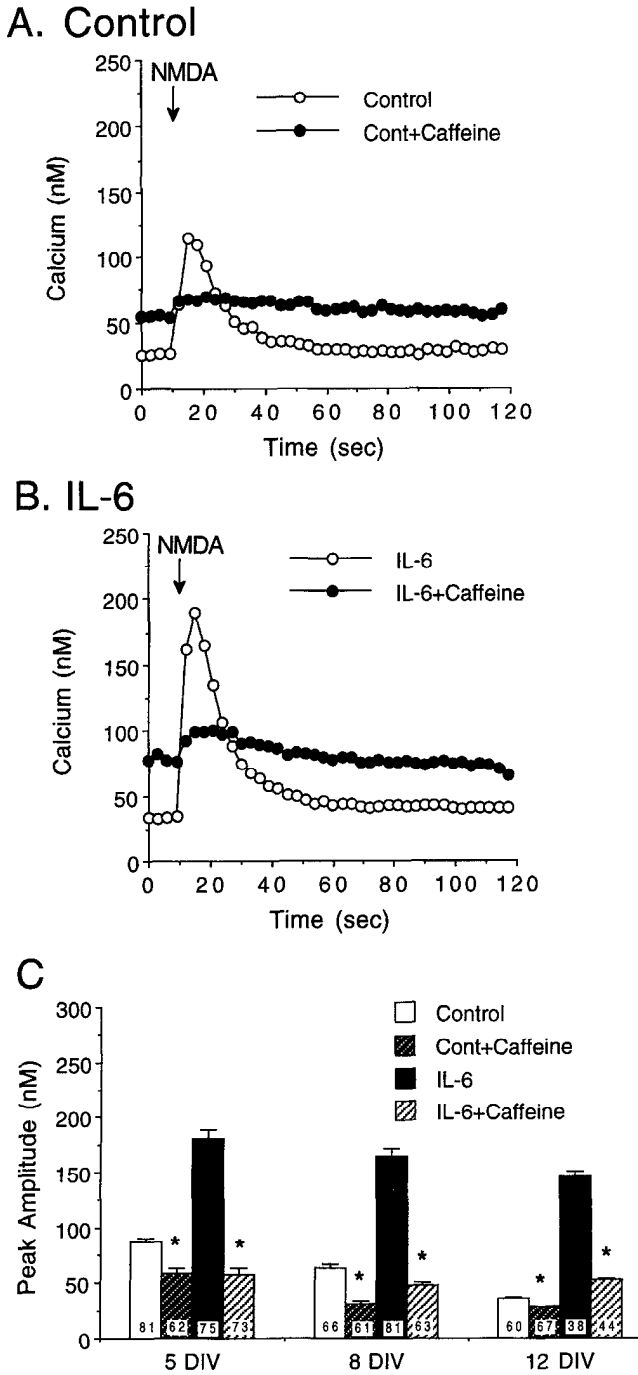 A. Control
250
200
150
100
50
0
Calcium (nM)
NMDA
Control
Cont+Caffeine
0 20 40 60 80 100 120
Time (sec)
B. IL-6
250
200
150
100
50
0
Calcium (nM)
NMDA
IL-6
IL-6+Caffeine
0 20 40 60 80 100 120
Time (sec)
C
300
250
200
150
100
50
0
Peak Amplitude (nM)
Control
Cont+Caffeine
IL-6
IL-6+Caffeine
* * * * * *
81 62 75 73 66 61 81 63 60 67 38 44
5 DIV 8 DIV 12 DIV